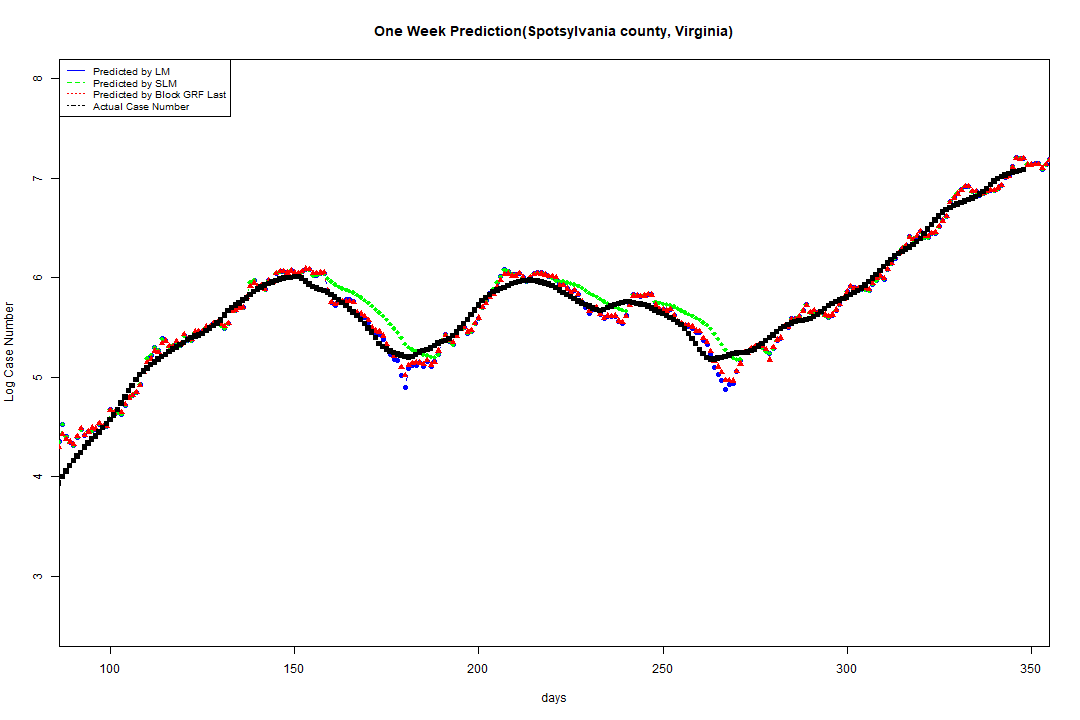 One Week Prediction(Spotsylvania county, Virginia)
Predicted by LM
Predicted by SLM
Predicted by Block GRF Last
Actual Case Number
8
7
6
5
4
3
Log Case Number
100 150 200 250 300 350
days